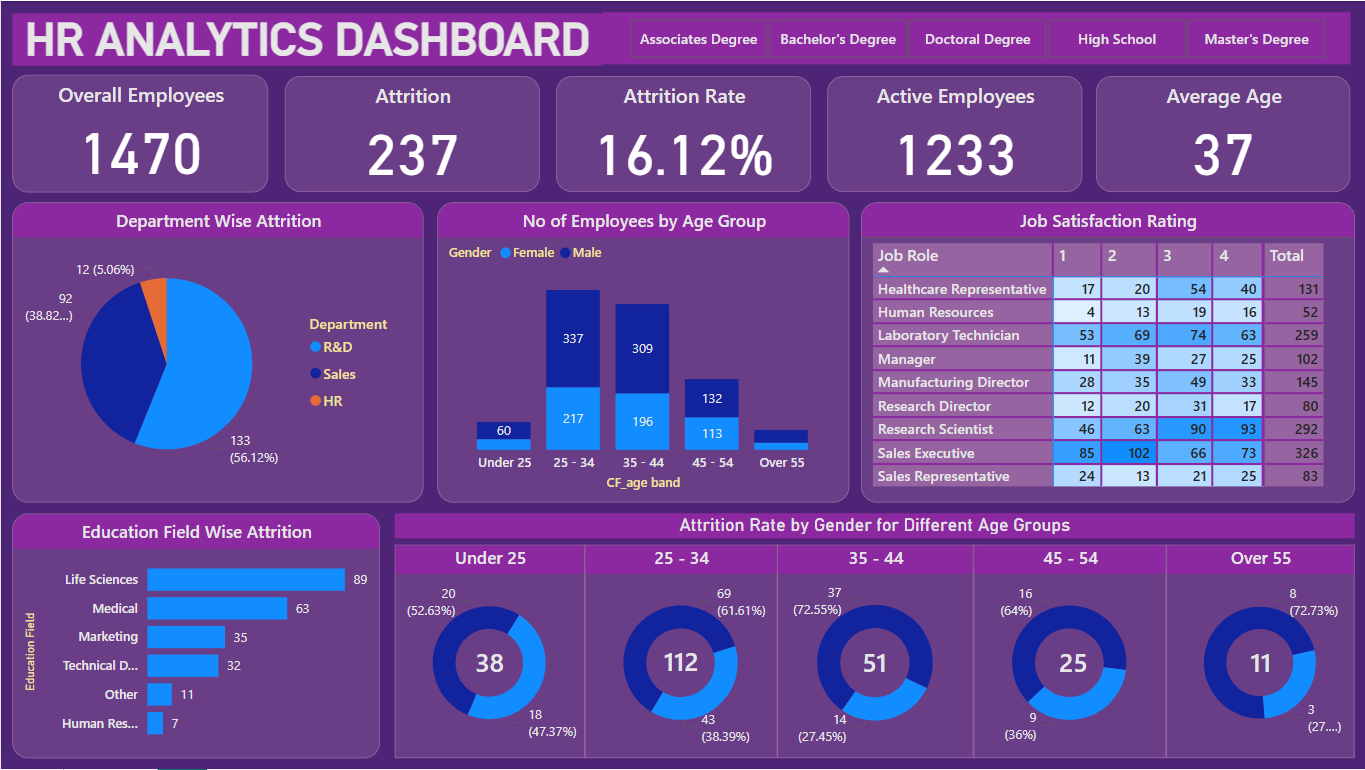 HR ANALYTICS DASHBOARD
Associates Degree
Bachelor's Degree
Doctoral Degree
High School
Master's Degree
Overall Employees
1470
Attrition
237
Attrition Rate
16.12%
Active Employees
1233
Average Age
37
Department Wise Attrition
12 (5.06%)
92
(38.82...)
133
(56.12%)
Department
R&D
Sales
HR
No of Employees by Age Group
Gender Female Male
60
337
217
309
196
132
113
Under 25 25 - 34 35 - 44 45 - 54 Over 55
CF_age band
Job Satisfaction Rating
Job Role 1 2 3 4 Total
Healthcare Representative 17 20 54 40 131
Human Resources 4 13 19 16 52
Laboratory Technician 53 69 74 63 259
Manager 11 39 27 25 102
Manufacturing Director 28 35 49 33 145
Research Director 12 20 31 17 80
Research Scientist 46 63 90 93 292
Sales Executive 85 102 66 73 326
Sales Representative 24 13 21 25 83
Education Field Wise Attrition
Education Field
Life Sciences 89
Medical 63
Marketing 35
Technical D... 32
Other 11
Human Res... 7
Attrition Rate by Gender for Different Age Groups
Under 25
20
(52.63%)
38
18
(47.37%)
25 - 34
69
(61.61%)
112
43
(38.39%)
35 - 44
37
(72.55%)
51
14
(27.45%)
45 - 54
16
(64%)
25
9
(36%)
Over 55
8
(72.73%)
11
3
(27....)